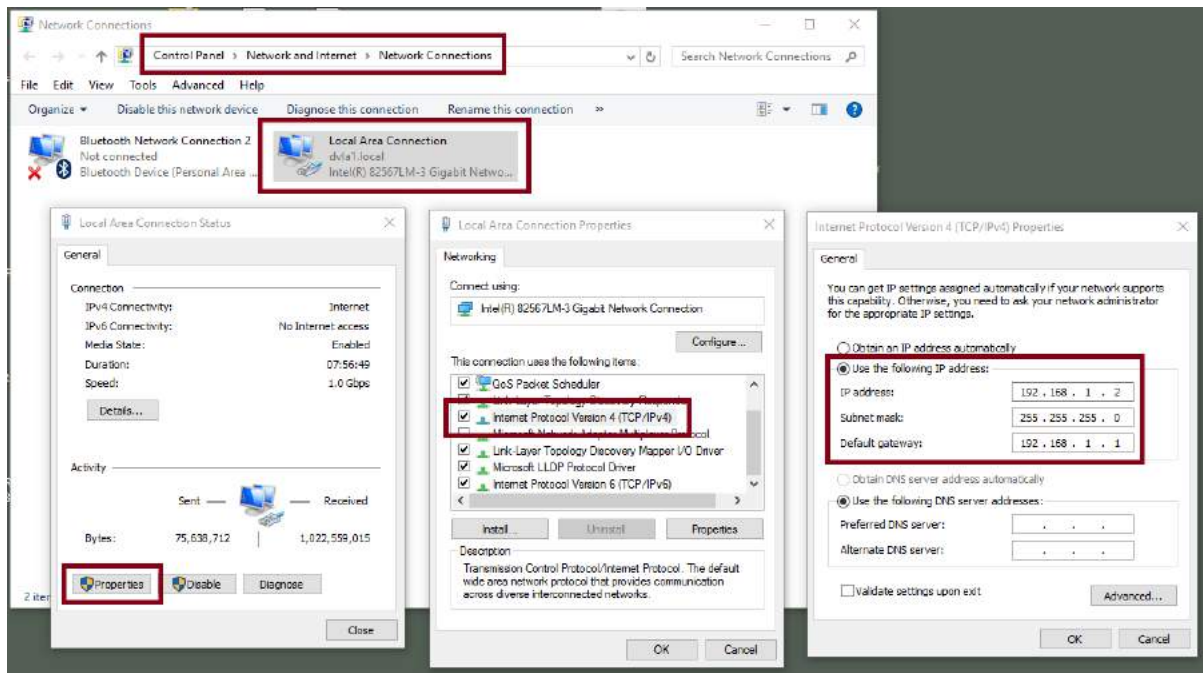 Network Connections
Control Panel > Network and Internet > Network Connections
Search Network Connections
File Edit View Tools Advanced Help
Organize Disable this network device Diagnose this connection Rename this connection »
Bluetooth Network Connection 2
Not connected
Bluetooth Device (Personal Area ...
Local Area Connection
dvla1.local
Intel(R) 82567LM-3 Gigabit Netwo...
Local Area Connection Status
General
Connection
IPv4 Connectivity: Internet
IPv6 Connectivity: No Internet access
Media State: Enabled
Duration: 07:56:49
Speed: 1.0 Gbps
Details...
Activity
Sent — — Received
Bytes: 75,638,712 | 1,022,559,015
Properties Disable Diagnose
Close
2 iter
Local Area Connection Properties
Networking
Connect using:
Intel(R) 82567LM-3 Gigabit Network Connection
Configure...
This connection uses the following items:
QoS Packet Scheduler
Link-Layer Topology Discovery Responder
Internet Protocol Version 4 (TCP/IPv4)
Microsoft Network Adapter Multiplexor Protocol
Link-Layer Topology Discovery Mapper I/O Driver
Microsoft LLDP Protocol Driver
Internet Protocol Version 6 (TCP/IPv6)
Install... Uninstall Properties
Description
Transmission Control Protocol/Internet Protocol. The default
wide area network protocol that provides communication
across diverse interconnected networks.
OK Cancel
Internet Protocol Version 4 (TCP/IPv4) Properties
General
You can get IP settings assigned automatically if your network supports
this capability. Otherwise, you need to ask your network administrator
for the appropriate IP settings.
Obtain an IP address automatically
Use the following IP address:
IP address: 192 . 168 . 1 . 2
Subnet mask: 255 . 255 . 255 . 0
Default gateway: 192 . 168 . 1 . 1
Obtain DNS server address automatically
Use the following DNS server addresses:
Preferred DNS server: . . .
Alternate DNS server: . . .
Validate settings upon exit
Advanced...
OK Cancel